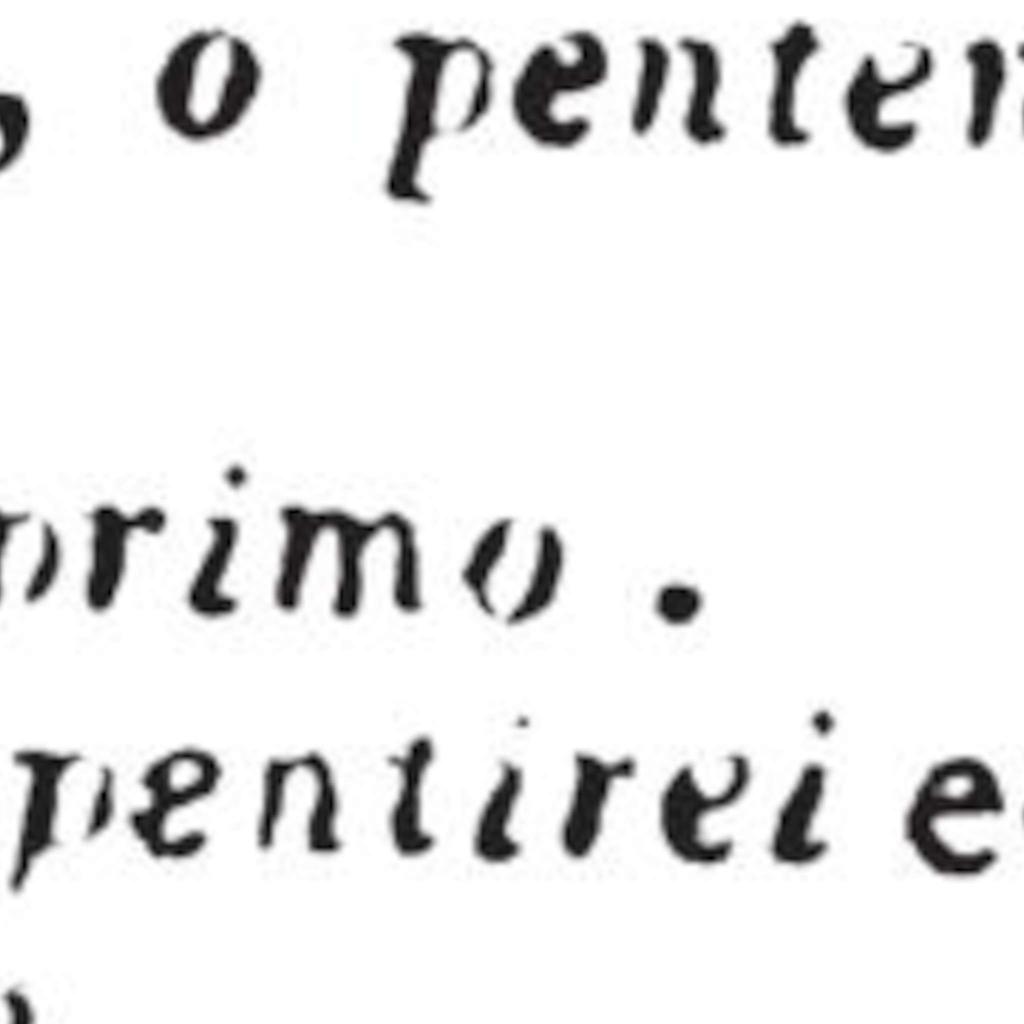 , o penten
primo .
pentirei e